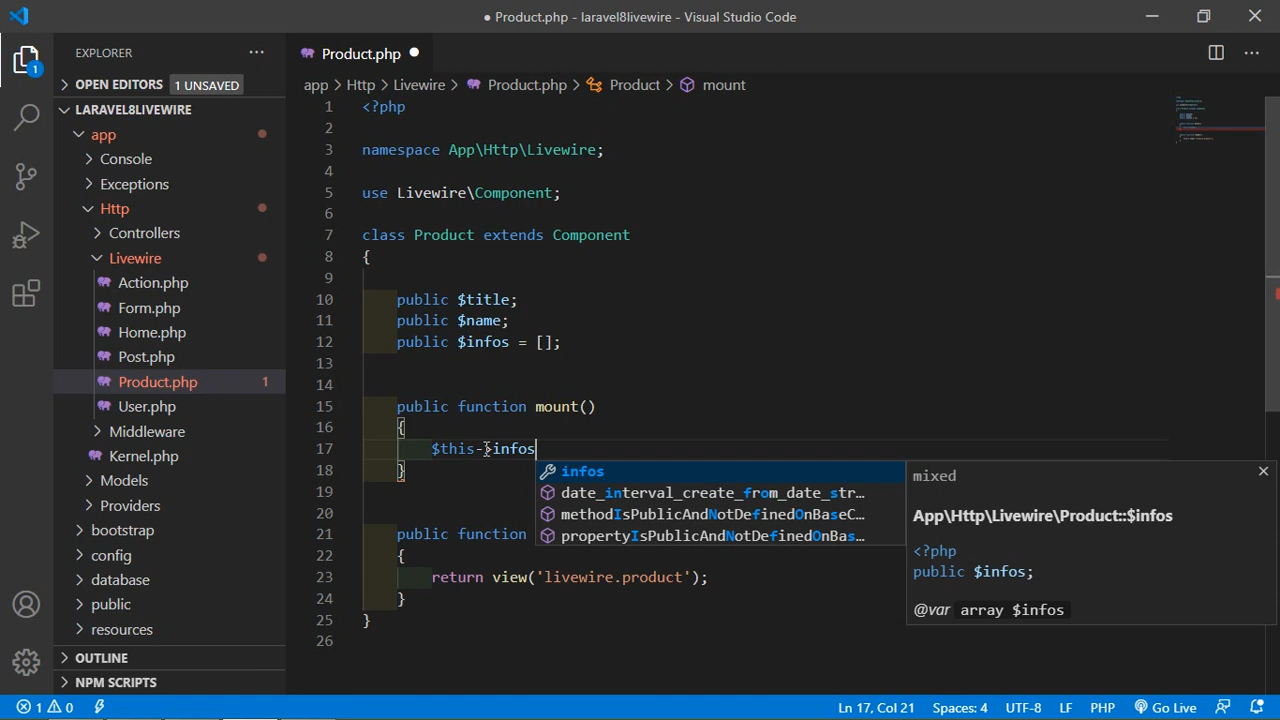 ● Product.php - laravel8livewire - Visual Studio Code
EXPLORER
Product.php
OPEN EDITORS 1 UNSAVED
app > Http > Livewire > Product.php > Product > mount
LARAVEL8LIVEWIRE
app
Console
Exceptions
Http
Controllers
Livewire
Action.php
Form.php
Home.php
Post.php
Product.php 1
User.php
Middleware
Kernel.php
Models
Providers
bootstrap
config
database
public
resources
OUTLINE
NPM SCRIPTS
1
1 <?php
2
3 namespace App\Http\Livewire;
4
5 use Livewire\Component;
6
7 class Product extends Component
8 {
9
10 public $title;
11 public $name;
12 public $infos = [];
13
14
15 public function mount()
16 {
17 $this->infos
18 }
19
20
21 public function
22 {
23 return view('livewire.product');
24 }
25 }
26
infos
date_interval_create_from_date_str...
methodIsPublicAndNotDefinedOnBaseC...
propertyIsPublicAndNotDefinedOnBas...
mixed
App\Http\Livewire\Product::$infos
<?php
public $infos;
@var array $infos
1 0
Ln 17, Col 21 Spaces: 4 UTF-8 LF PHP Go Live